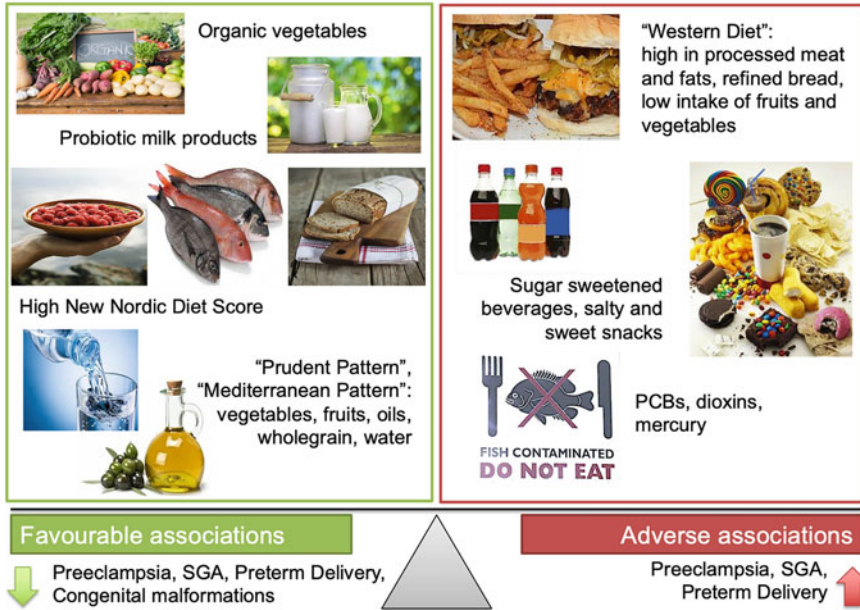 ORGANIC
Organic vegetables
Probiotic milk products
High New Nordic Diet Score
“Prudent Pattern”,
“Mediterranean Pattern”:
vegetables, fruits, oils,
wholegrain, water
“Western Diet”:
high in processed meat
and fats, refined bread,
low intake of fruits and
vegetables
Sugar sweetened
beverages, salty and
sweet snacks
PCBs, dioxins,
mercury
FISH CONTAMINATED
DO NOT EAT
Favourable associations
Preeclampsia, SGA, Preterm Delivery,
Congenital malformations
Adverse associations
Preeclampsia, SGA,
Preterm Delivery